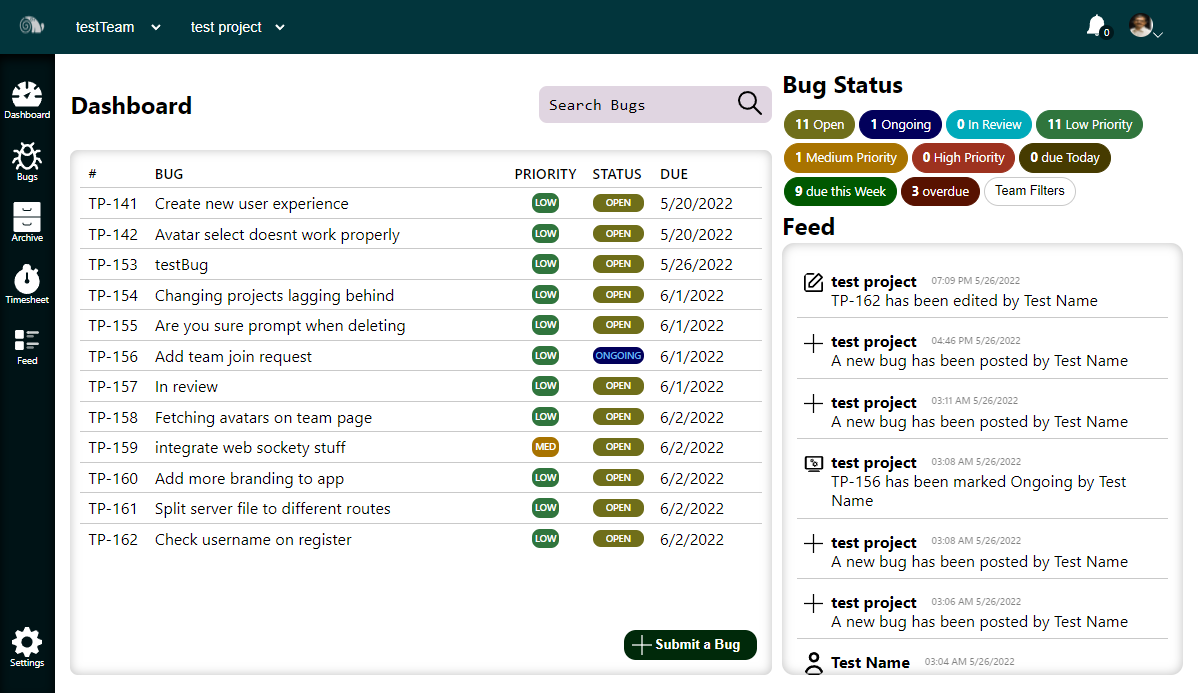 testTeam test project 0
Dashboard
Bugs
Archive
Timesheet
Feed
Settings
Dashboard
Search Bugs
# BUG PRIORITY STATUS DUE
TP-141 Create new user experience LOW OPEN 5/20/2022
TP-142 Avatar select doesnt work properly LOW OPEN 5/20/2022
TP-153 testBug LOW OPEN 5/26/2022
TP-154 Changing projects lagging behind LOW OPEN 6/1/2022
TP-155 Are you sure prompt when deleting LOW OPEN 6/1/2022
TP-156 Add team join request LOW ONGOING 6/1/2022
TP-157 In review LOW OPEN 6/1/2022
TP-158 Fetching avatars on team page LOW OPEN 6/2/2022
TP-159 integrate web sockety stuff MED OPEN 6/2/2022
TP-160 Add more branding to app LOW OPEN 6/2/2022
TP-161 Split server file to different routes LOW OPEN 6/2/2022
TP-162 Check username on register LOW OPEN 6/2/2022
Submit a Bug
Bug Status
11 Open 1 Ongoing 0 In Review 11 Low Priority
1 Medium Priority 0 High Priority 0 due Today
9 due this Week 3 overdue Team Filters
Feed
test project 07:09 PM 5/26/2022
TP-162 has been edited by Test Name
test project 04:46 PM 5/26/2022
A new bug has been posted by Test Name
test project 03:11 AM 5/26/2022
A new bug has been posted by Test Name
test project 03:08 AM 5/26/2022
TP-156 has been marked Ongoing by Test
Name
test project 03:08 AM 5/26/2022
A new bug has been posted by Test Name
test project 03:06 AM 5/26/2022
A new bug has been posted by Test Name
Test Name 03:04 AM 5/26/2022